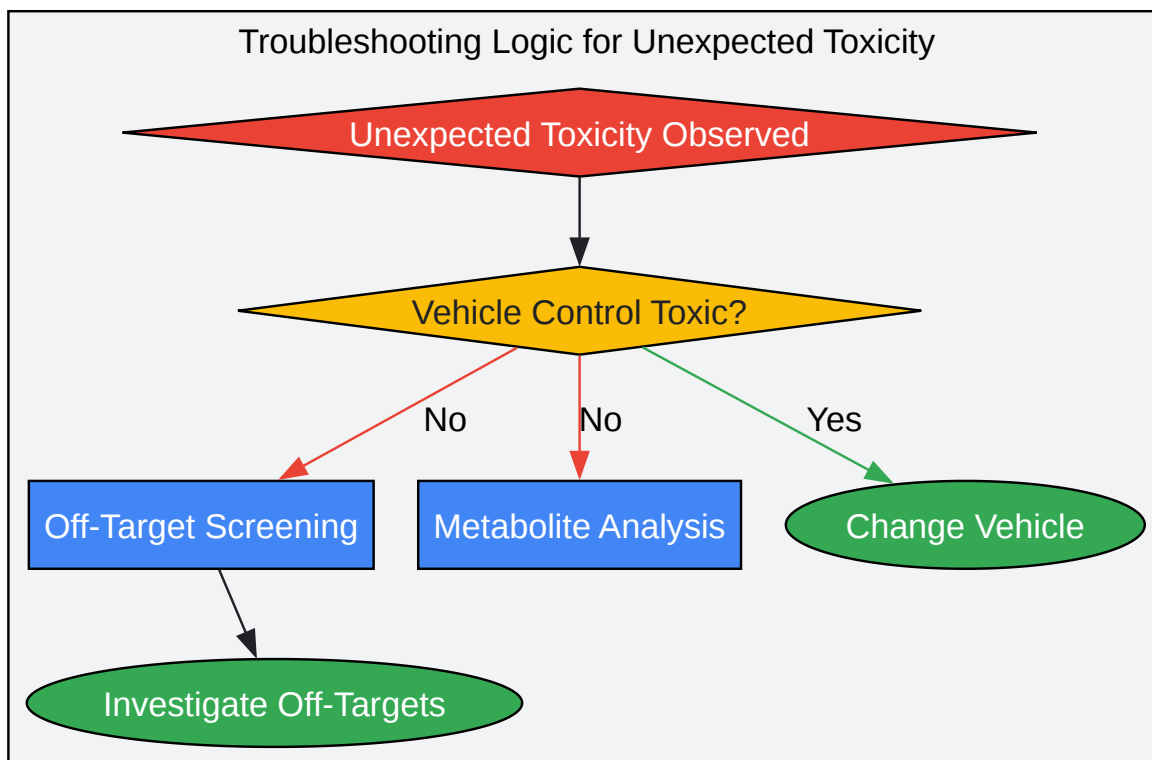 Troubleshooting Logic for Unexpected Toxicity
Unexpected Toxicity Observed
Vehicle Control Toxic?
No
No
Yes
Off-Target Screening
Metabolite Analysis
Change Vehicle
Investigate Off-Targets